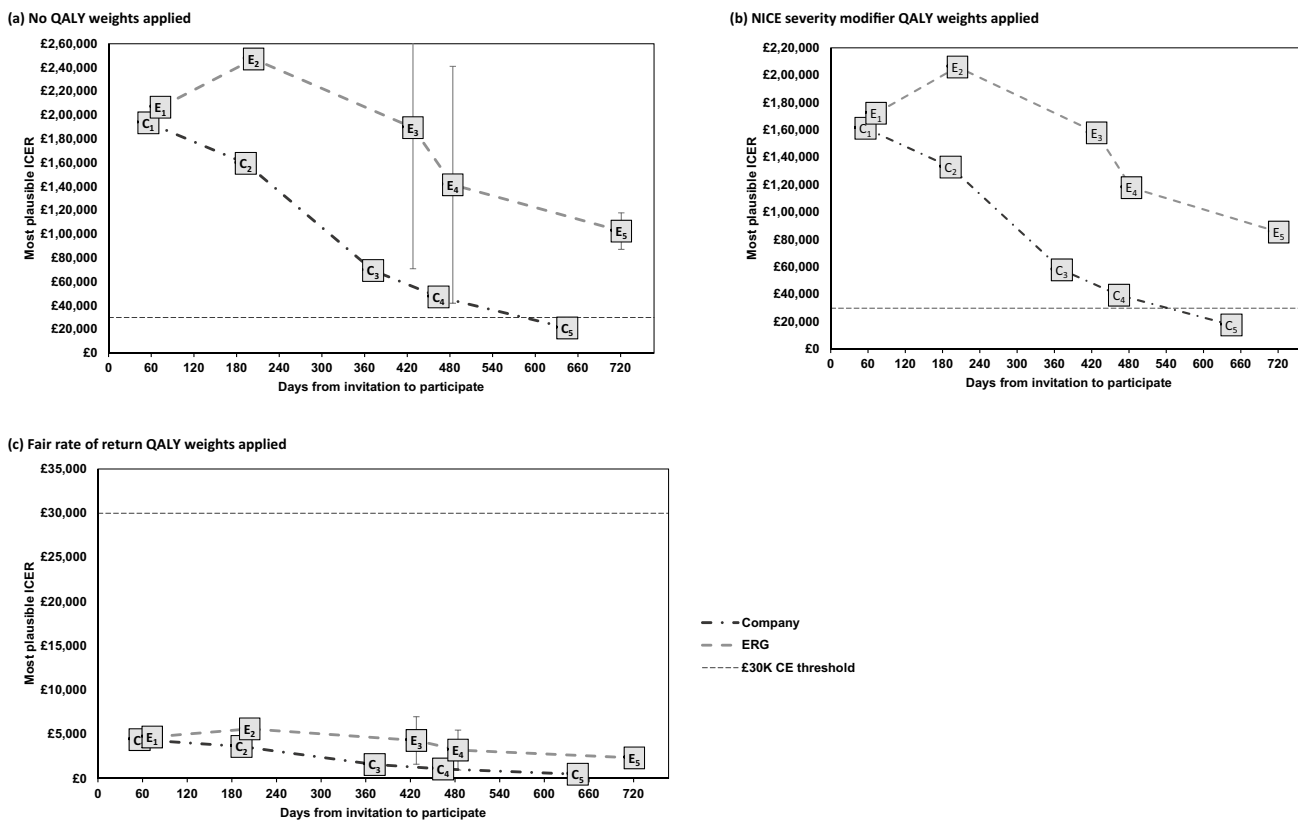 (a) No QALY weights applied
£2,60,000
£2,40,000
£2,20,000
£2,00,000
£1,80,000
£1,60,000
£1,40,000
£1,20,000
£1,00,000
£80,000
£60,000
£40,000
£20,000
£0
Most plausible ICER
C₁
E₁
C₂
E₂
C₃
E₃
C₄
E₄
C₅
E₅
0 60 120 180 240 300 360 420 480 540 600 660 720
Days from invitation to participate
(b) NICE severity modifier QALY weights applied
£2,20,000
£2,00,000
£1,80,000
£1,60,000
£1,40,000
£1,20,000
£1,00,000
£80,000
£60,000
£40,000
£20,000
£0
Most plausible ICER
C₁
E₁
C₂
E₂
C₃
E₃
C₄
E₄
C₅
E₅
0 60 120 180 240 300 360 420 480 540 600 660 720
Days from invitation to participate
(c) Fair rate of return QALY weights applied
£35,000
£30,000
£25,000
£20,000
£15,000
£10,000
£5,000
£0
Most plausible ICER
C
E₁
C₂
E₂
C₃
E₃
C₄
E₄
C₅
E₅
0 60 120 180 240 300 360 420 480 540 600 660 720
Days from invitation to participate
Company
ERG
£30K CE threshold